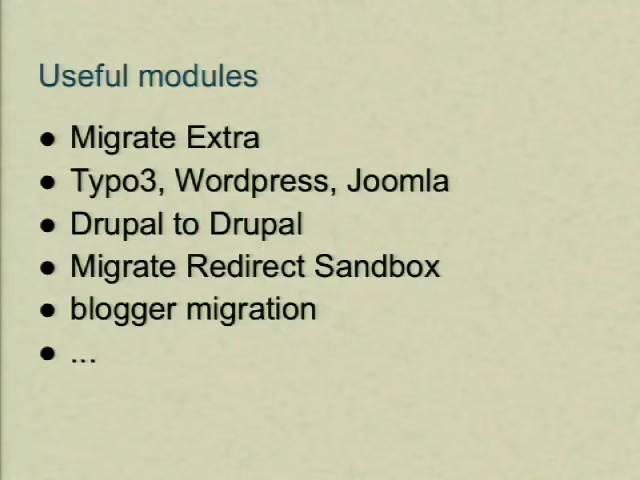 Useful modules
● Migrate Extra
● Typo3, Wordpress, Joomla
● Drupal to Drupal
● Migrate Redirect Sandbox
● blogger migration
● ...